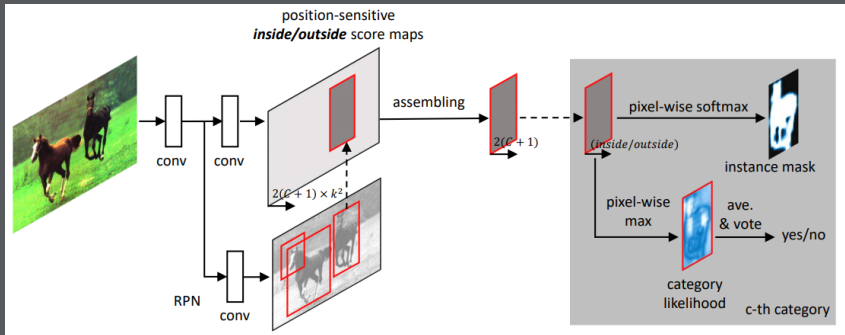 position-sensitive
inside/outside score maps
conv
conv
2(C + 1) × k²
RPN
conv
assembling
2(C + 1)
(inside/outside)
pixel-wise softmax
instance mask
pixel-wise
max
category
likelihood
ave.
& vote
yes/no
c-th category